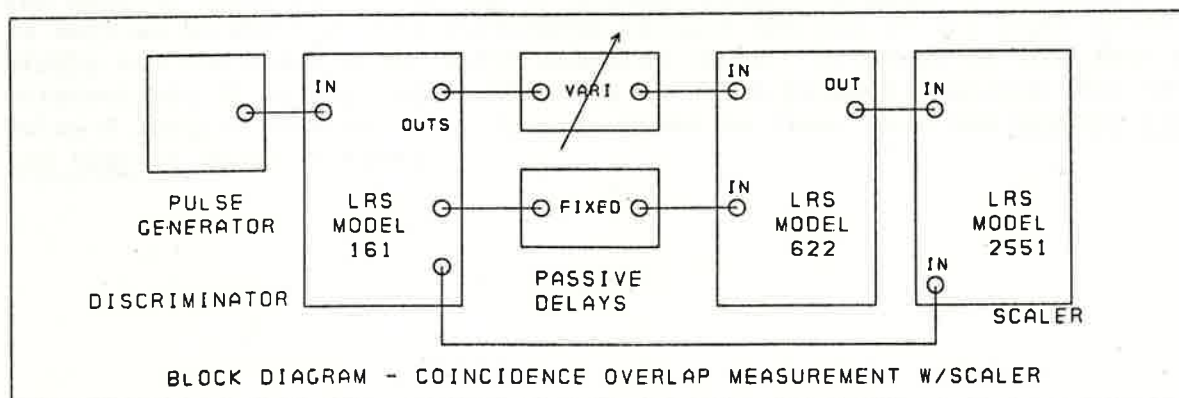 IN
OUTS
VARI
IN
OUT
IN
PULSE
GENERATOR
LRS
MODEL
161
FIXED
IN
LRS
MODEL
622
LRS
MODEL
2551
DISCRIMINATOR
PASSIVE
DELAYS
IN
SCALER
BLOCK DIAGRAM - COINCIDENCE OVERLAP MEASUREMENT W/SCALER